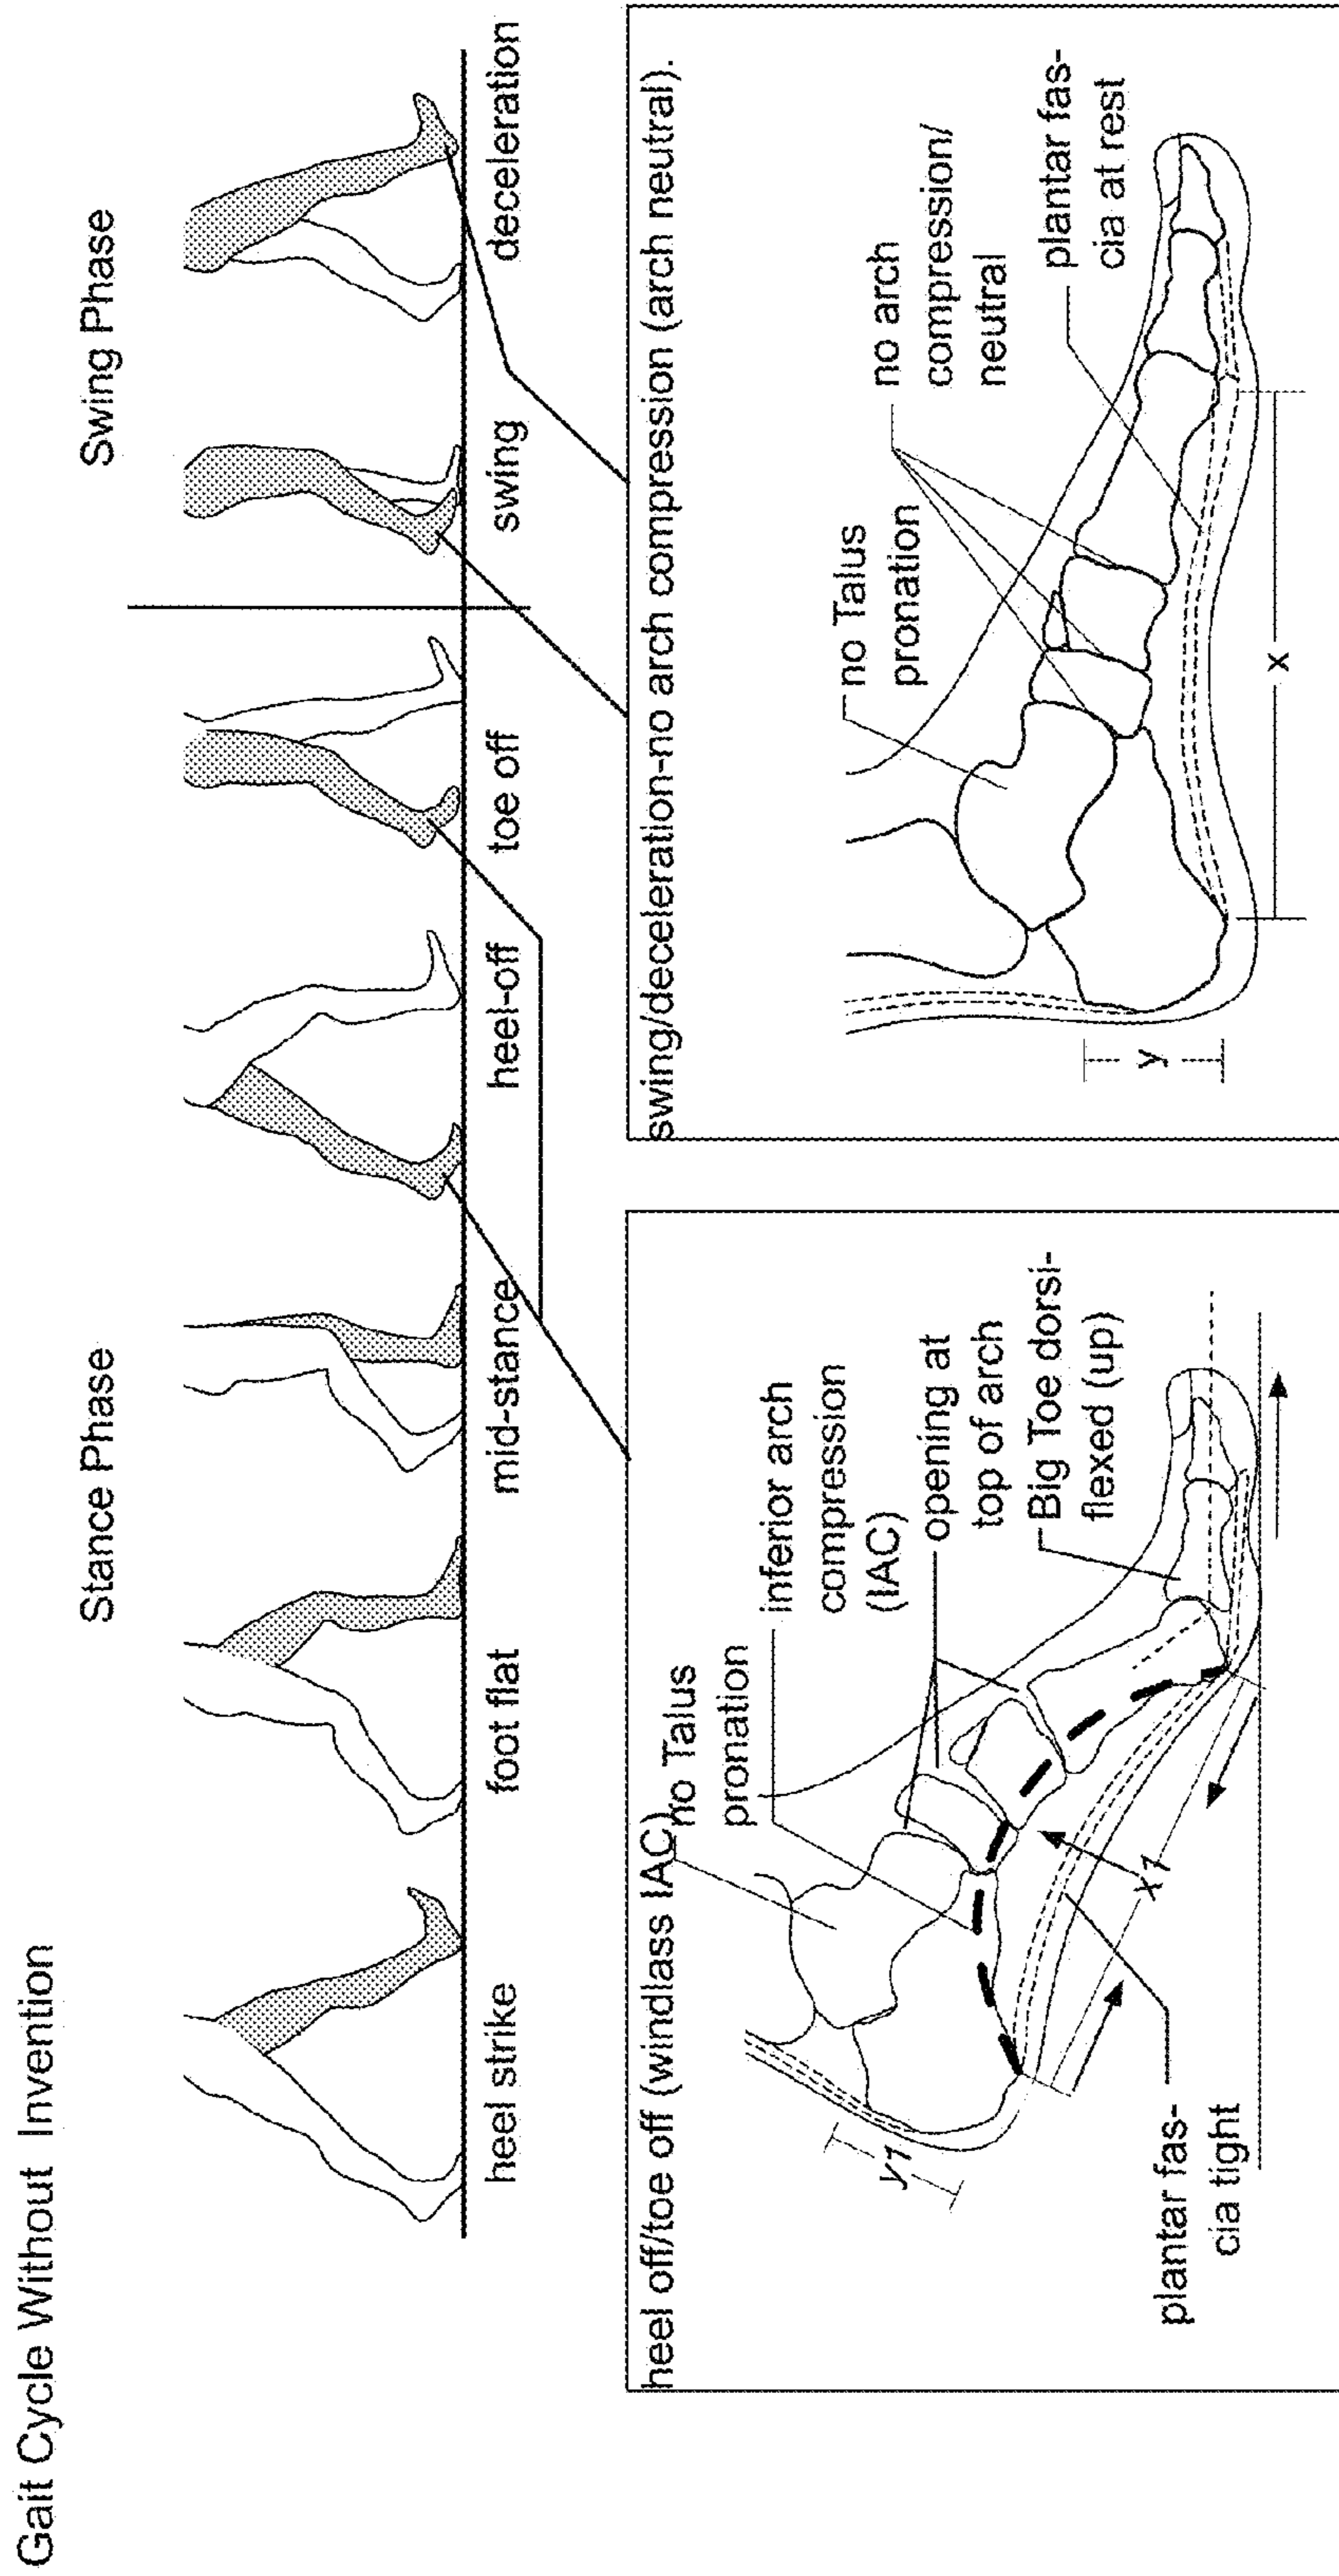 Gait Cycle Without Invention
Stance Phase
Swing Phase
heel strike
foot flat
mid-stance
heel-off
toe off
swing
deceleration
heel off/toe off (windlass IAC)
no Talus
pronation
inferior arch
compression
(IAC)
opening at
top of arch
Big Toe dorsi-
flexed (up)
y1
x1
plantar fas-
cia tight
swing/deceleration-no arch compression (arch neutral).
no Talus
pronation
no arch
compression/
neutral
plantar fas-
cia at rest
y
x